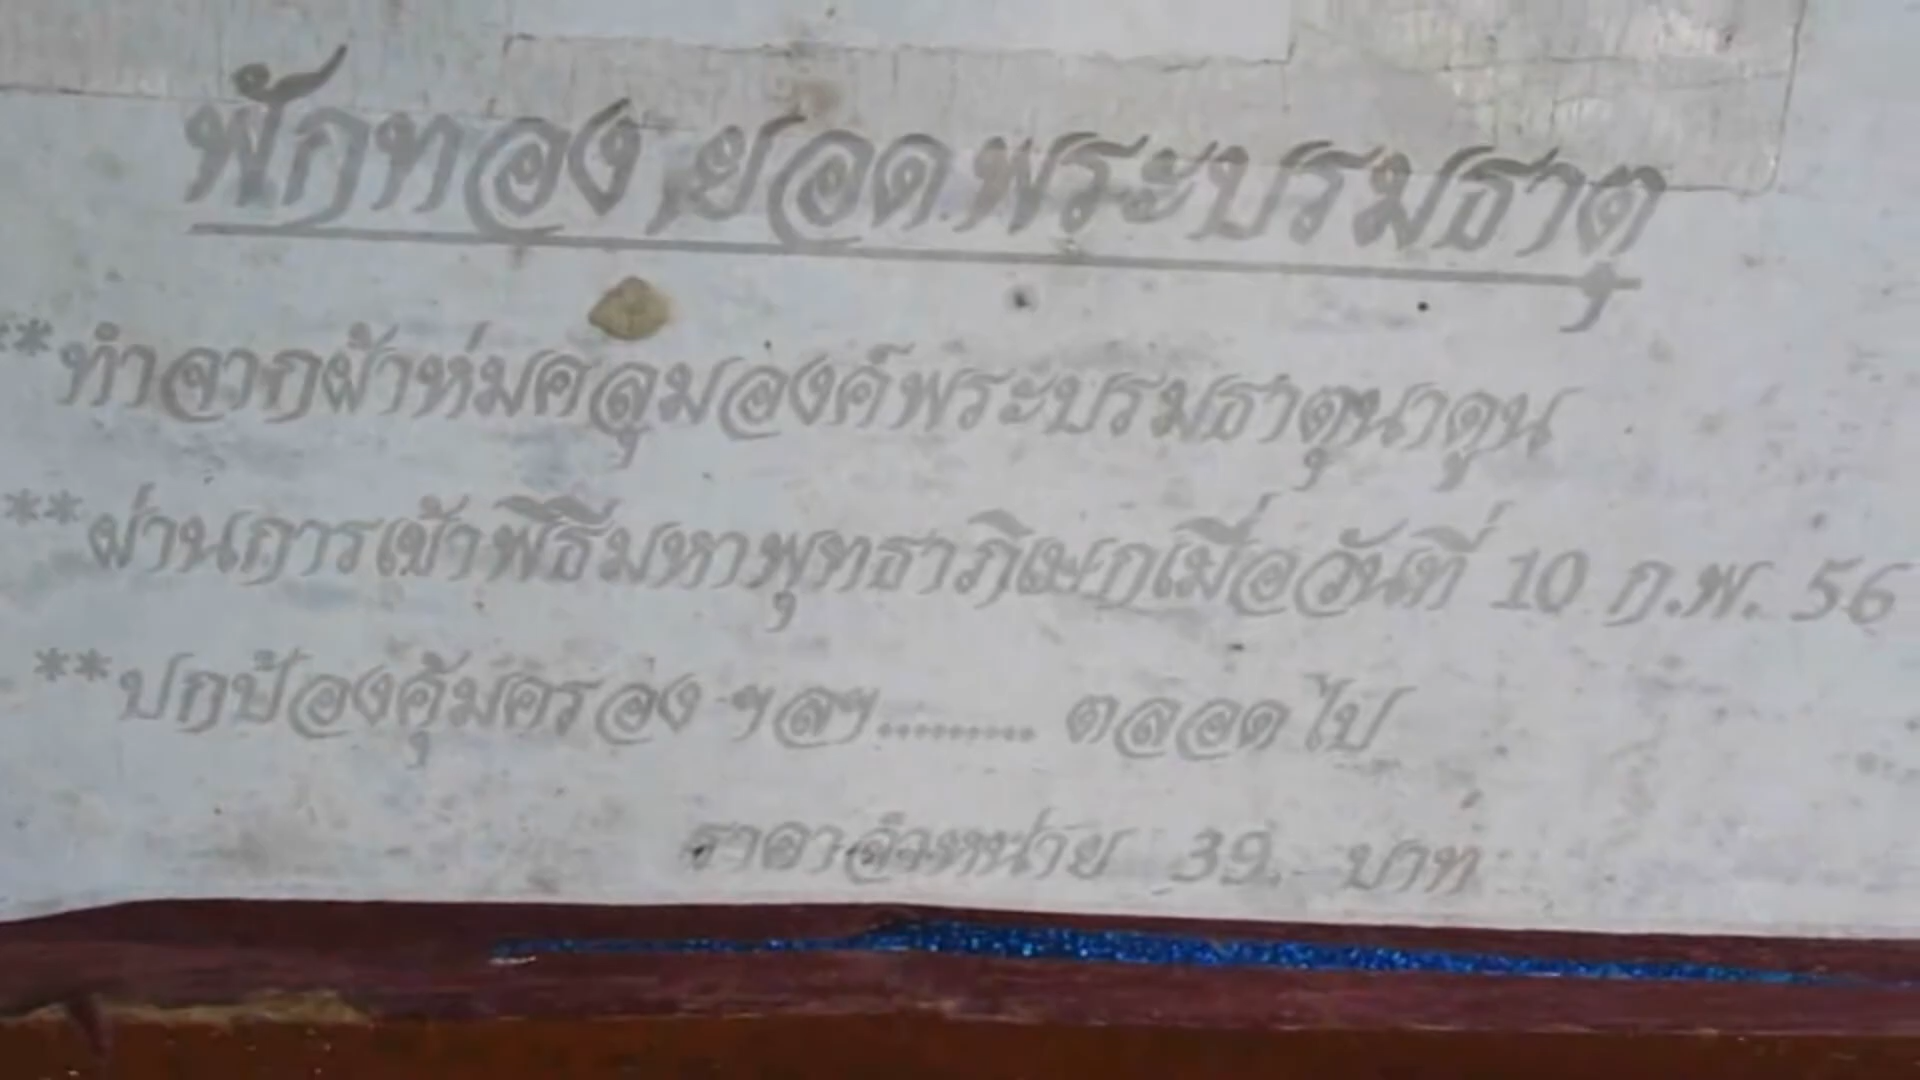 ฟักทอง ยอดพระบรมธาตุ
**ทำจากผ้าห่มคลุมองค์พระบรมธาตุนาดูน
**ผ่านการเข้าพิธีมหาพุทธาภิเษกเมื่อวันที่ 10 ก.พ. 56
**ปกป้องคุ้มครอง ฯลฯ......... ตลอดไป
ราคาจำหน่าย 39.- บาท